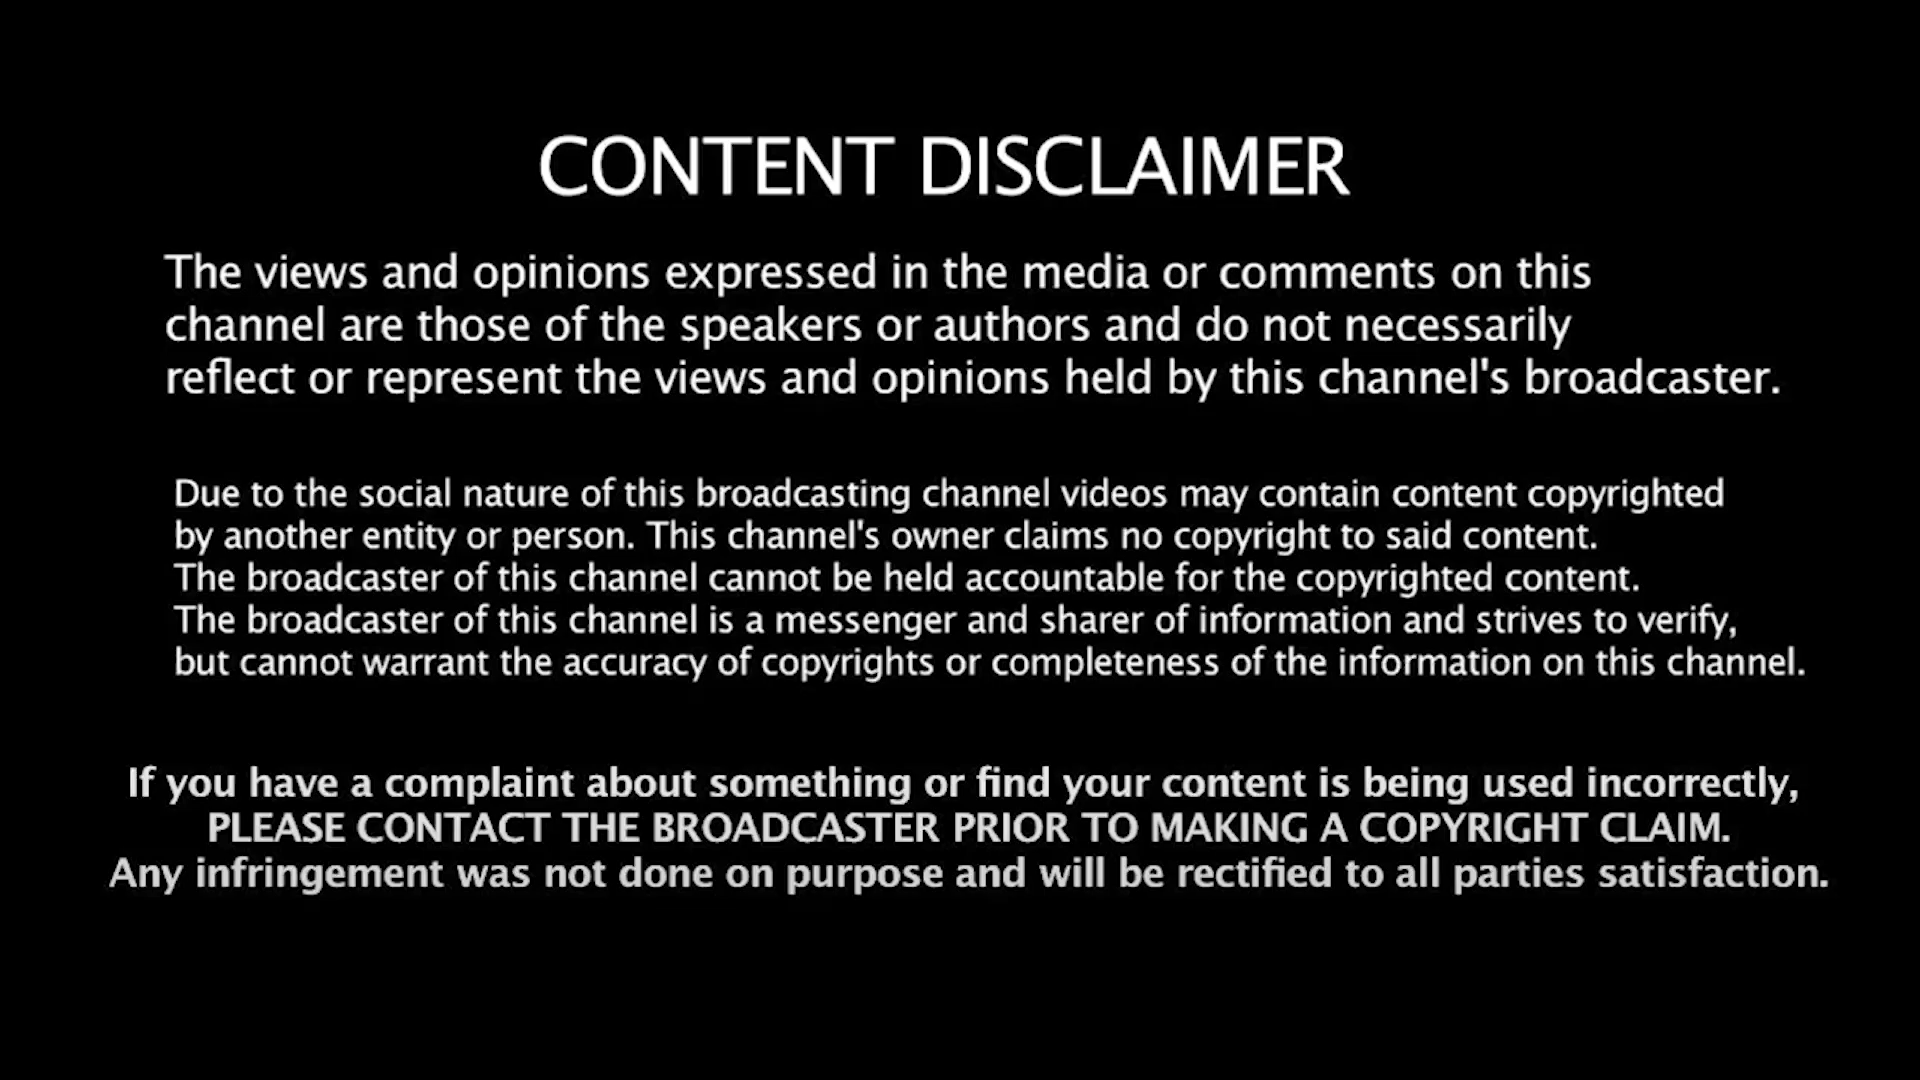 CONTENT DISCLAIMER
The views and opinions expressed in the media or comments on this
channel are those of the speakers or authors and do not necessarily
reflect or represent the views and opinions held by this channel's broadcaster.
Due to the social nature of this broadcasting channel videos may contain content copyrighted
by another entity or person. This channel's owner claims no copyright to said content.
The broadcaster of this channel cannot be held accountable for the copyrighted content.
The broadcaster of this channel is a messenger and sharer of information and strives to verify,
but cannot warrant the accuracy of copyrights or completeness of the information on this channel.
If you have a complaint about something or find your content is being used incorrectly,
PLEASE CONTACT THE BROADCASTER PRIOR TO MAKING A COPYRIGHT CLAIM.
Any infringement was not done on purpose and will be rectified to all parties satisfaction.